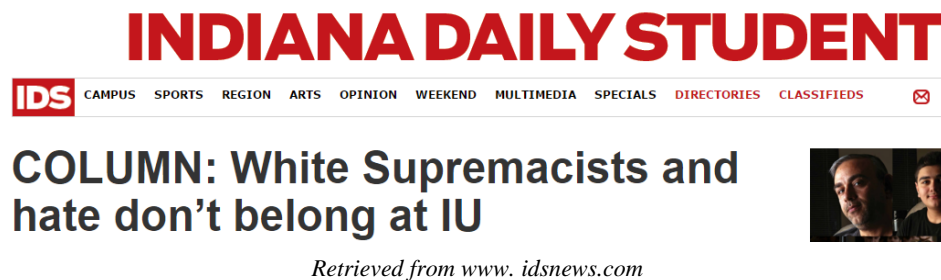 INDIANA DAILY STUDENT
IDS CAMPUS SPORTS REGION ARTS OPINION WEEKEND MULTIMEDIA SPECIALS DIRECTORIES CLASSIFIEDS
COLUMN: White Supremacists and
hate don’t belong at IU
Retrieved from www. idsnews.com